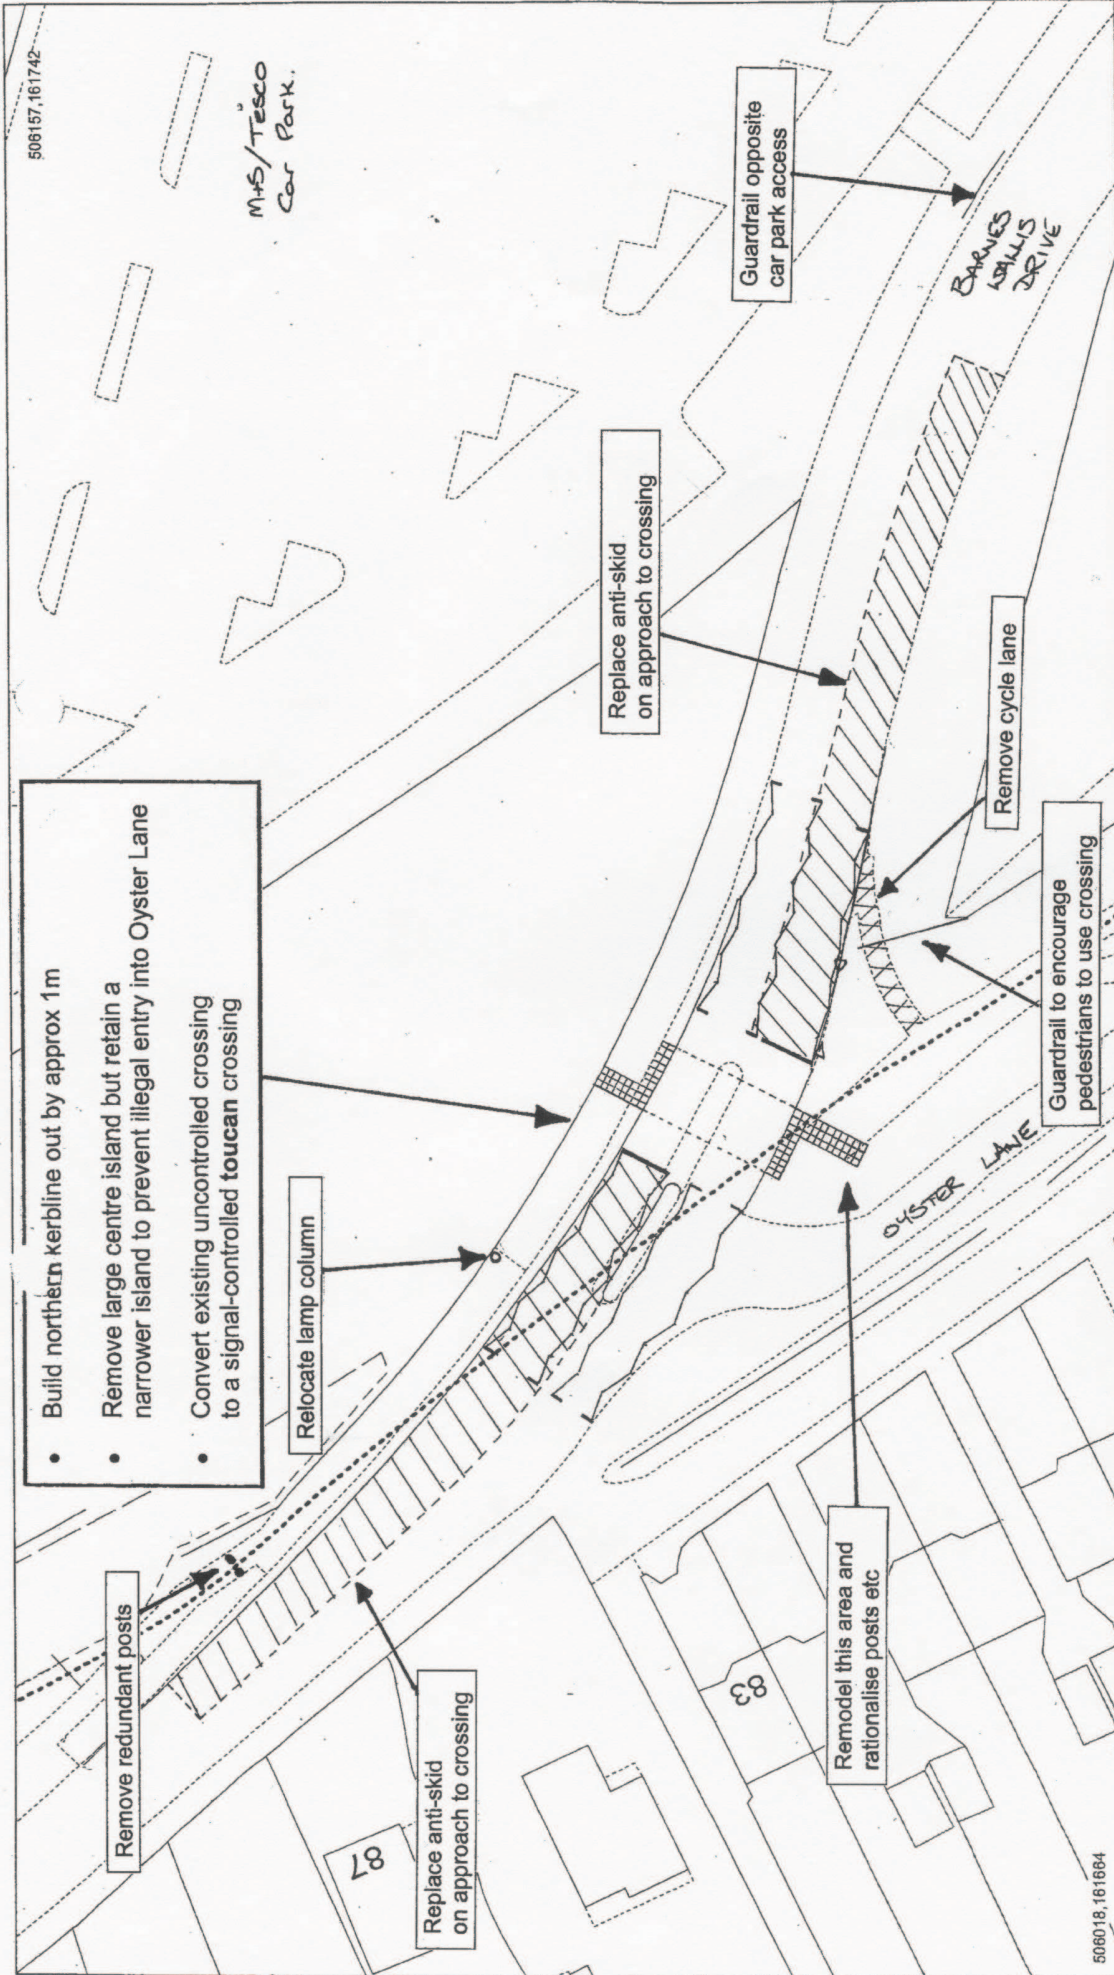 506157,161742
M+S/Tesco
Car Park.
• Build northern kerbline out by approx 1m
• Remove large centre island but retain a
narrower island to prevent illegal entry into Oyster Lane
• Convert existing uncontrolled crossing
to a signal-controlled toucan crossing
Relocate lamp column
Remove redundant posts
Replace anti-skid
on approach to crossing
Guardrail opposite
car park access
BARNES
WALLIS
DRIVE
Replace anti-skid
on approach to crossing
Remove cycle lane
Guardrail to encourage
pedestrians to use crossing
OYSTER LANE
Remodel this area and
rationalise posts etc
87
83
506018,161664